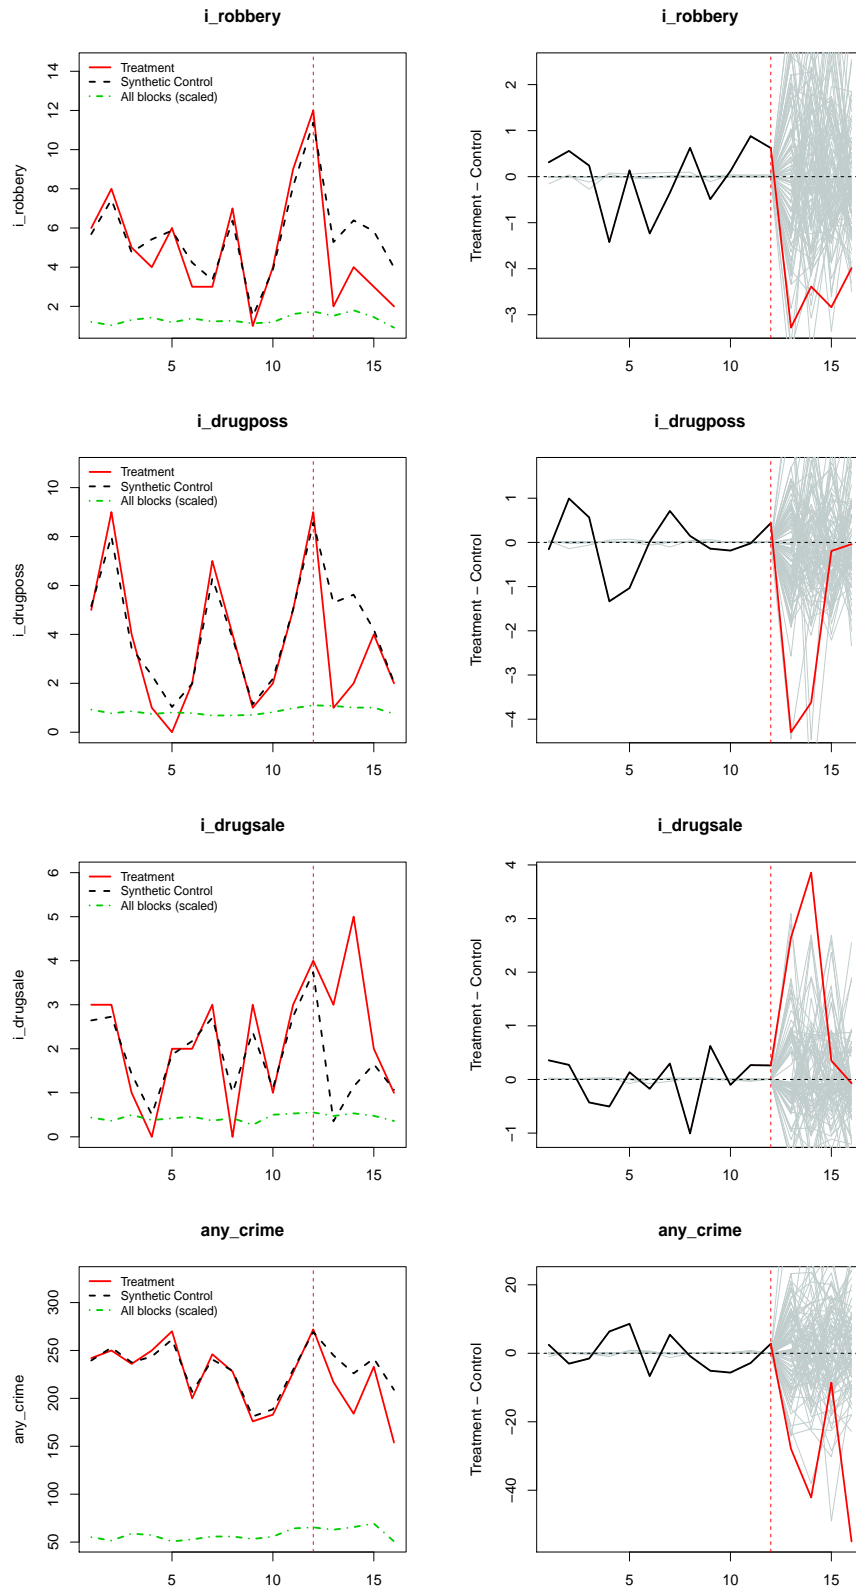 i_robbery
14
12
10
8
6
4
2
i_robbery
5
10
15
Treatment
Synthetic Control
All blocks (scaled)
i_robbery
2
1
0
−1
−2
−3
Treatment − Control
5
10
15
i_drugposs
10
8
6
4
2
0
i_drugposs
5
10
15
Treatment
Synthetic Control
All blocks (scaled)
i_drugposs
1
0
−1
−2
−3
−4
Treatment − Control
5
10
15
i_drugsale
6
5
4
3
2
1
0
i_drugsale
5
10
15
Treatment
Synthetic Control
All blocks (scaled)
i_drugsale
4
3
2
1
0
−1
Treatment − Control
5
10
15
any_crime
300
250
200
150
100
50
any_crime
5
10
15
Treatment
Synthetic Control
All blocks (scaled)
any_crime
20
0
−20
−40
Treatment − Control
5
10
15